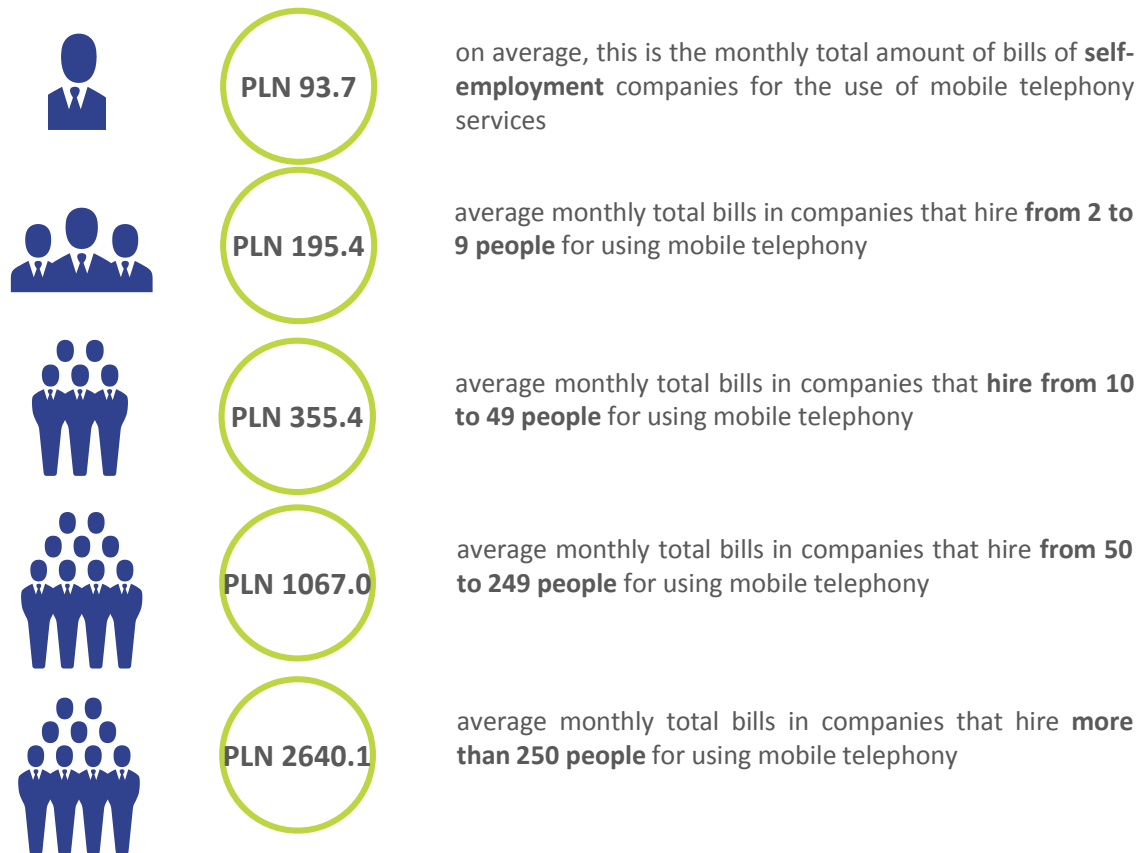 PLN 93.7
on average, this is the monthly total amount of bills of self-
employment companies for the use of mobile telephony
services
PLN 195.4
average monthly total bills in companies that hire from 2 to
9 people for using mobile telephony
PLN 355.4
average monthly total bills in companies that hire from 10
to 49 people for using mobile telephony
PLN 1067.0
average monthly total bills in companies that hire from 50
to 249 people for using mobile telephony
PLN 2640.1
average monthly total bills in companies that hire more
than 250 people for using mobile telephony